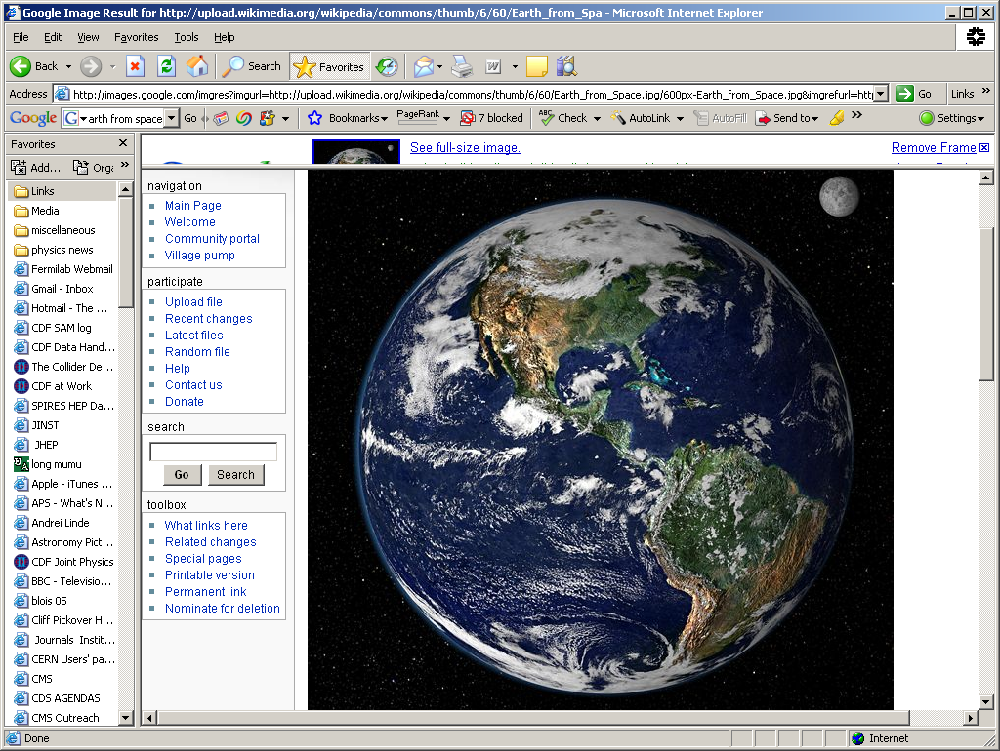 Google Image Result for http://upload.wikimedia.org/wikipedia/commons/thumb/6/60/Earth_from_Spa - Microsoft Internet Explorer
File Edit View Favorites Tools Help
Back Search Favorites
Address http://images.google.com/imgres?imgurl=http://upload.wikimedia.org/wikipedia/commons/thumb/6/60/Earth_from_Space.jpg/600px-Earth_from_Space.jpg&imgrefurl=htt Go Links »
Google G arth from space Go Bookmarks PageRank 7 blocked Check AutoLink AutoFill Send to » Settings
Favorites
Add... Orga »
Links
Media
miscellaneous
physics news
Fermilab Webmail
Gmail - Inbox
Hotmail - The ...
CDF SAM log
CDF Data Hand...
The Collider De...
CDF at Work
SPIRES HEP Da...
JINST
JHEP
long mumu
Apple - iTunes ...
APS - What's N...
Andrei Linde
Astronomy Pict...
CDF Joint Physics
BBC - Televisio...
blois 05
Cliff Pickover H...
Journals Instit...
CERN Users' pa...
CMS
CDS AGENDAS
CMS Outreach
See full-size image.
Remove Frame
navigation
Main Page
Welcome
Community portal
Village pump
participate
Upload file
Recent changes
Latest files
Random file
Help
Contact us
Donate
search
Go Search
toolbox
What links here
Related changes
Special pages
Printable version
Permanent link
Nominate for deletion
Done
Internet